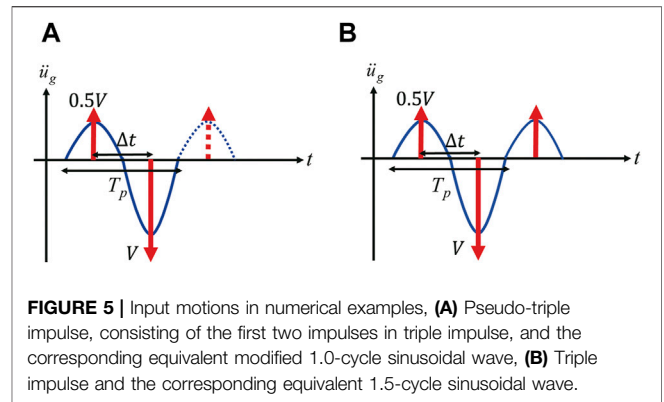 A
B
ü_g
0.5V
Δt
t
T_p
V
ü_g
0.5V
Δt
t
T_p
V
FIGURE 5 | Input motions in numerical examples, (A) Pseudo-triple
impulse, consisting of the first two impulses in triple impulse, and the
corresponding equivalent modified 1.0-cycle sinusoidal wave, (B) Triple
impulse and the corresponding equivalent 1.5-cycle sinusoidal wave.